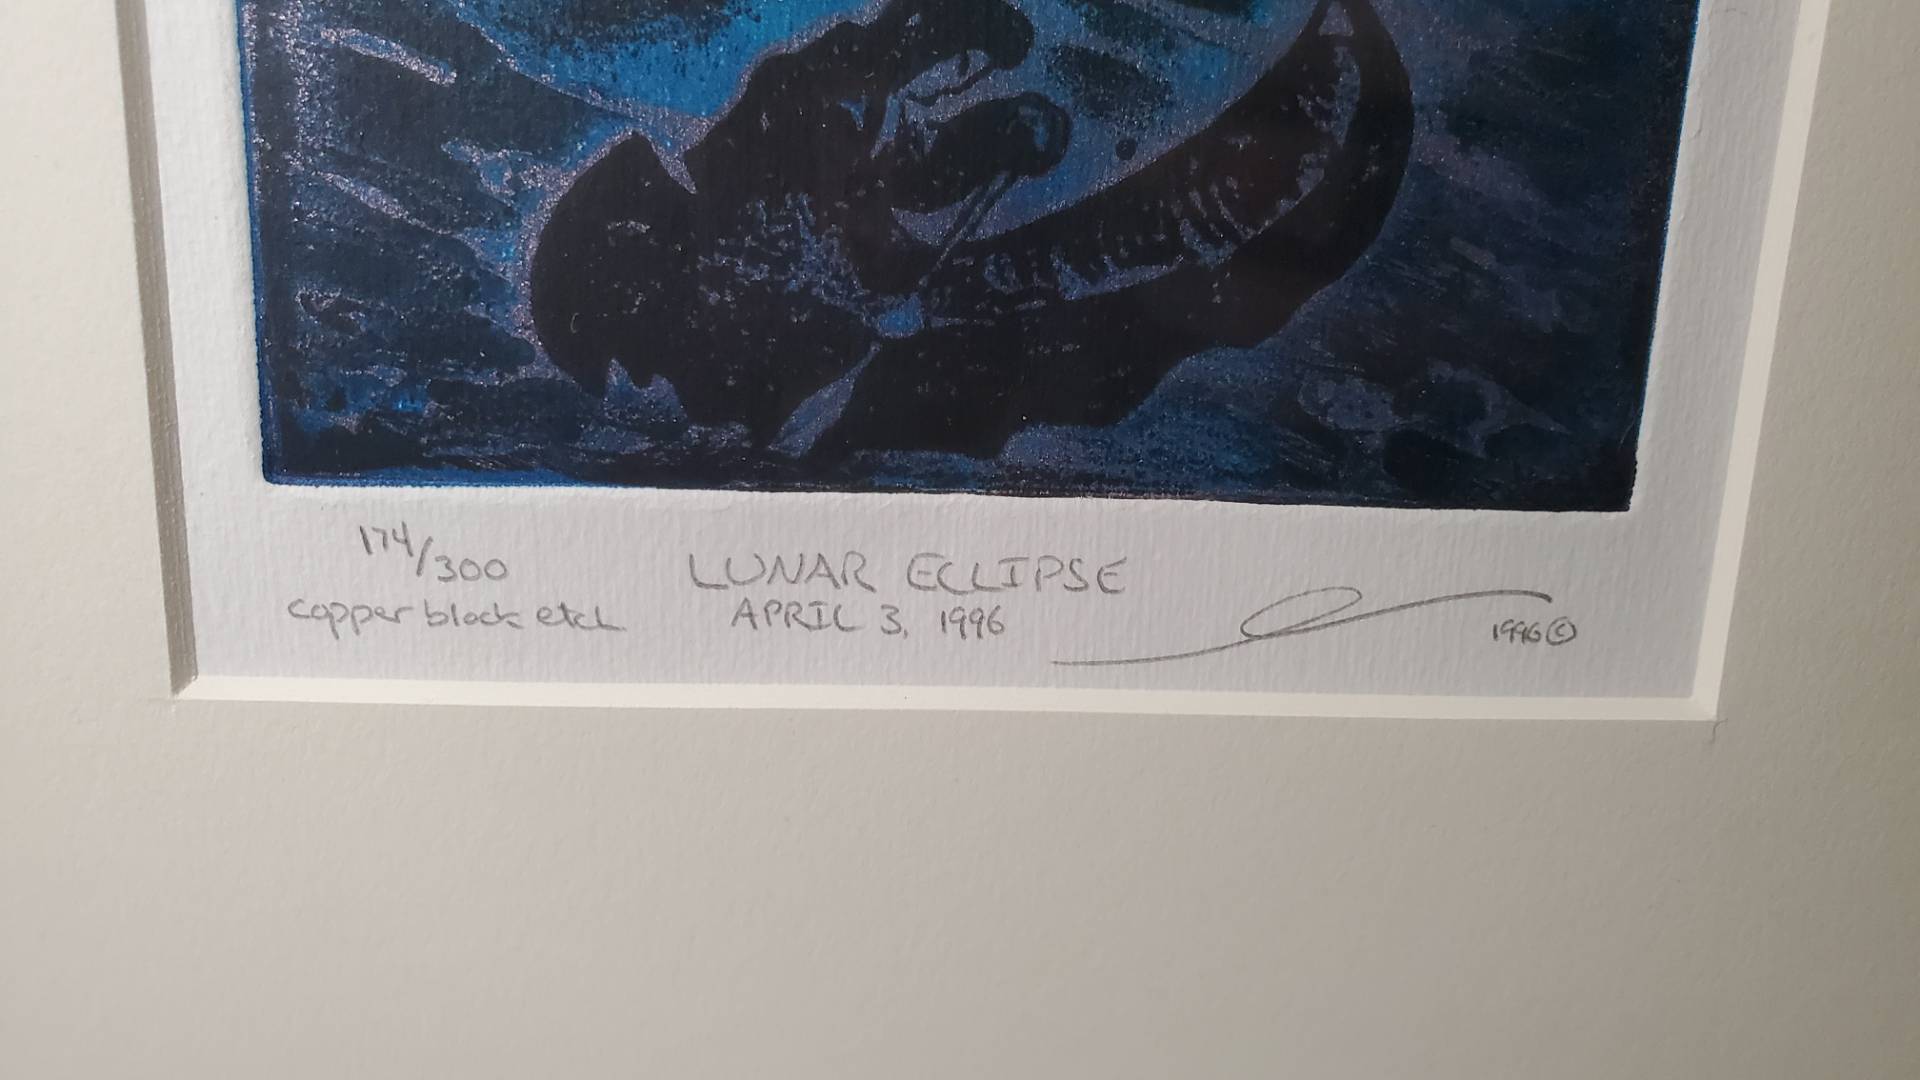 174/300
copper block etch
LUNAR ECLIPSE
APRIL 3, 1996
1996 ©